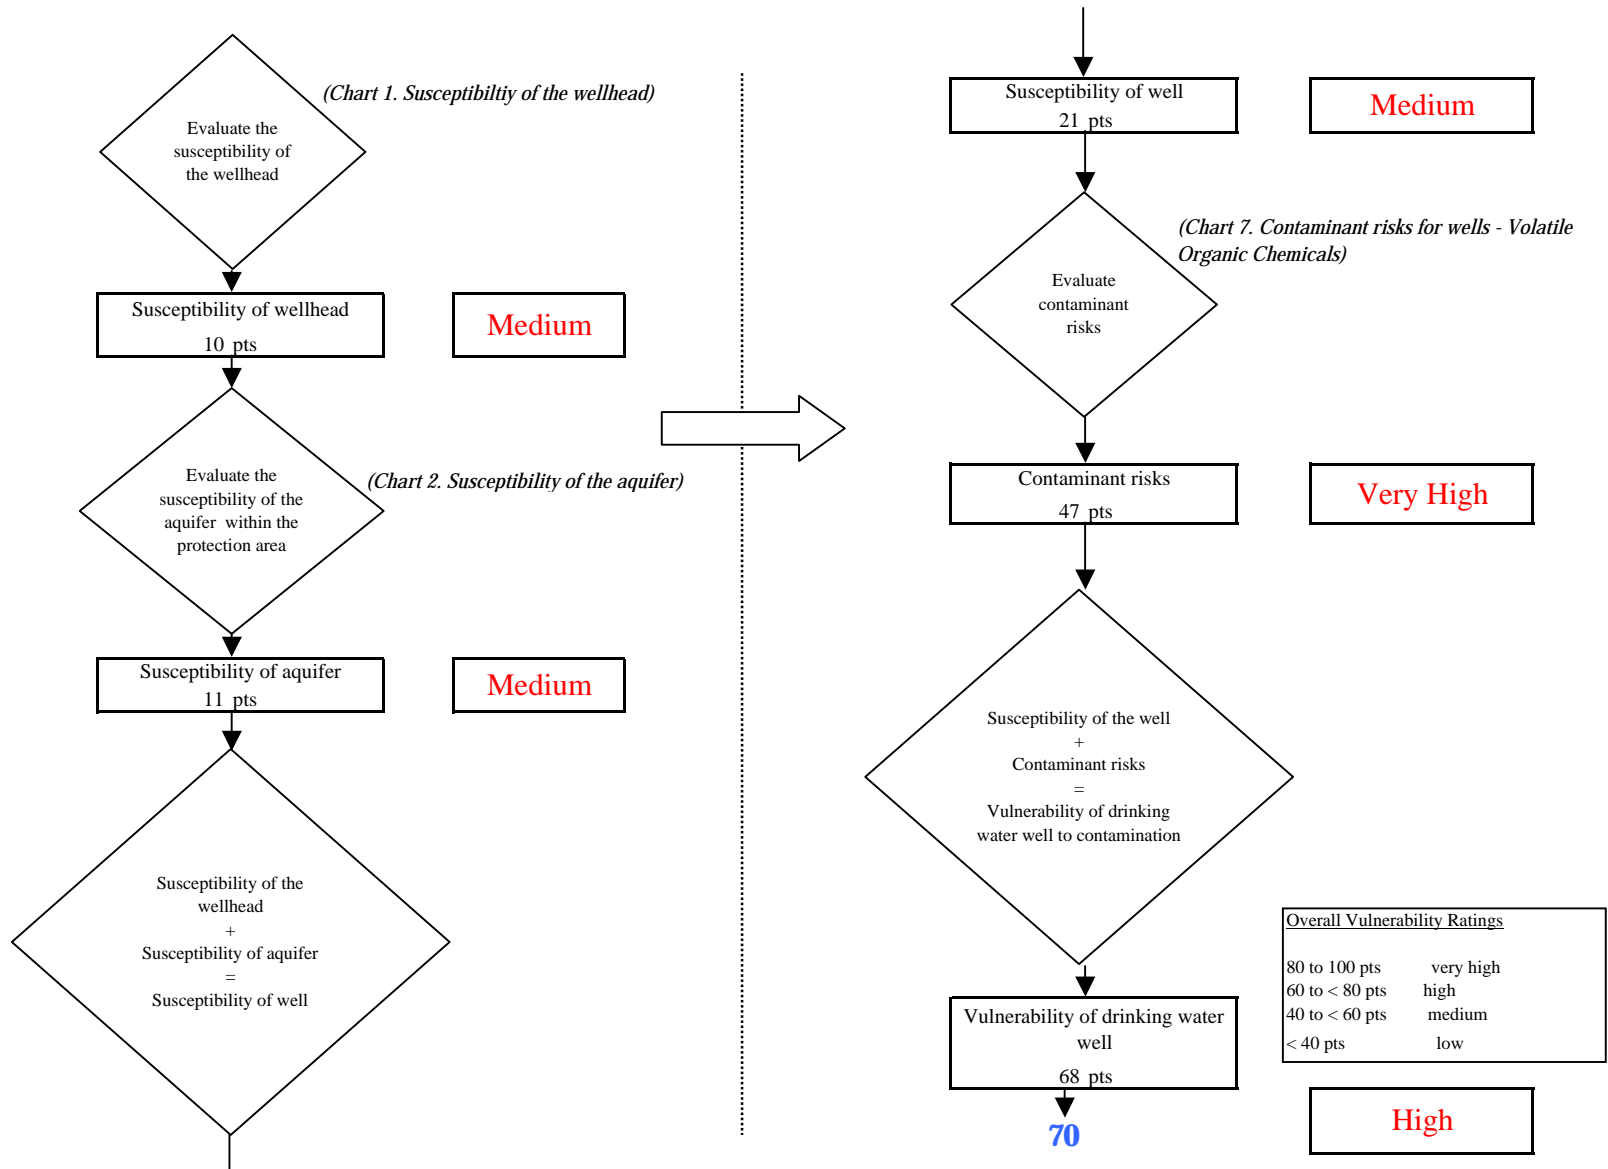 (Chart 1. Susceptibiltiy of the wellhead)
Evaluate the
susceptibility of
the wellhead
Susceptibility of wellhead
10 pts
Medium
Evaluate the
susceptibility of the
aquifer within the
protection area
(Chart 2. Susceptibility of the aquifer)
Susceptibility of aquifer
11 pts
Medium
Susceptibility of the
wellhead
+
Susceptibility of aquifer
=
Susceptibility of well
Susceptibility of well
21 pts
Medium
(Chart 7. Contaminant risks for wells - Volatile
Organic Chemicals)
Evaluate
contaminant
risks
Contaminant risks
47 pts
Very High
Susceptibility of the well
+
Contaminant risks
=
Vulnerability of drinking
water well to contamination
Overall Vulnerability Ratings
80 to 100 pts very high
60 to < 80 pts high
40 to < 60 pts medium
< 40 pts low
Vulnerability of drinking water
well
68 pts
70
High